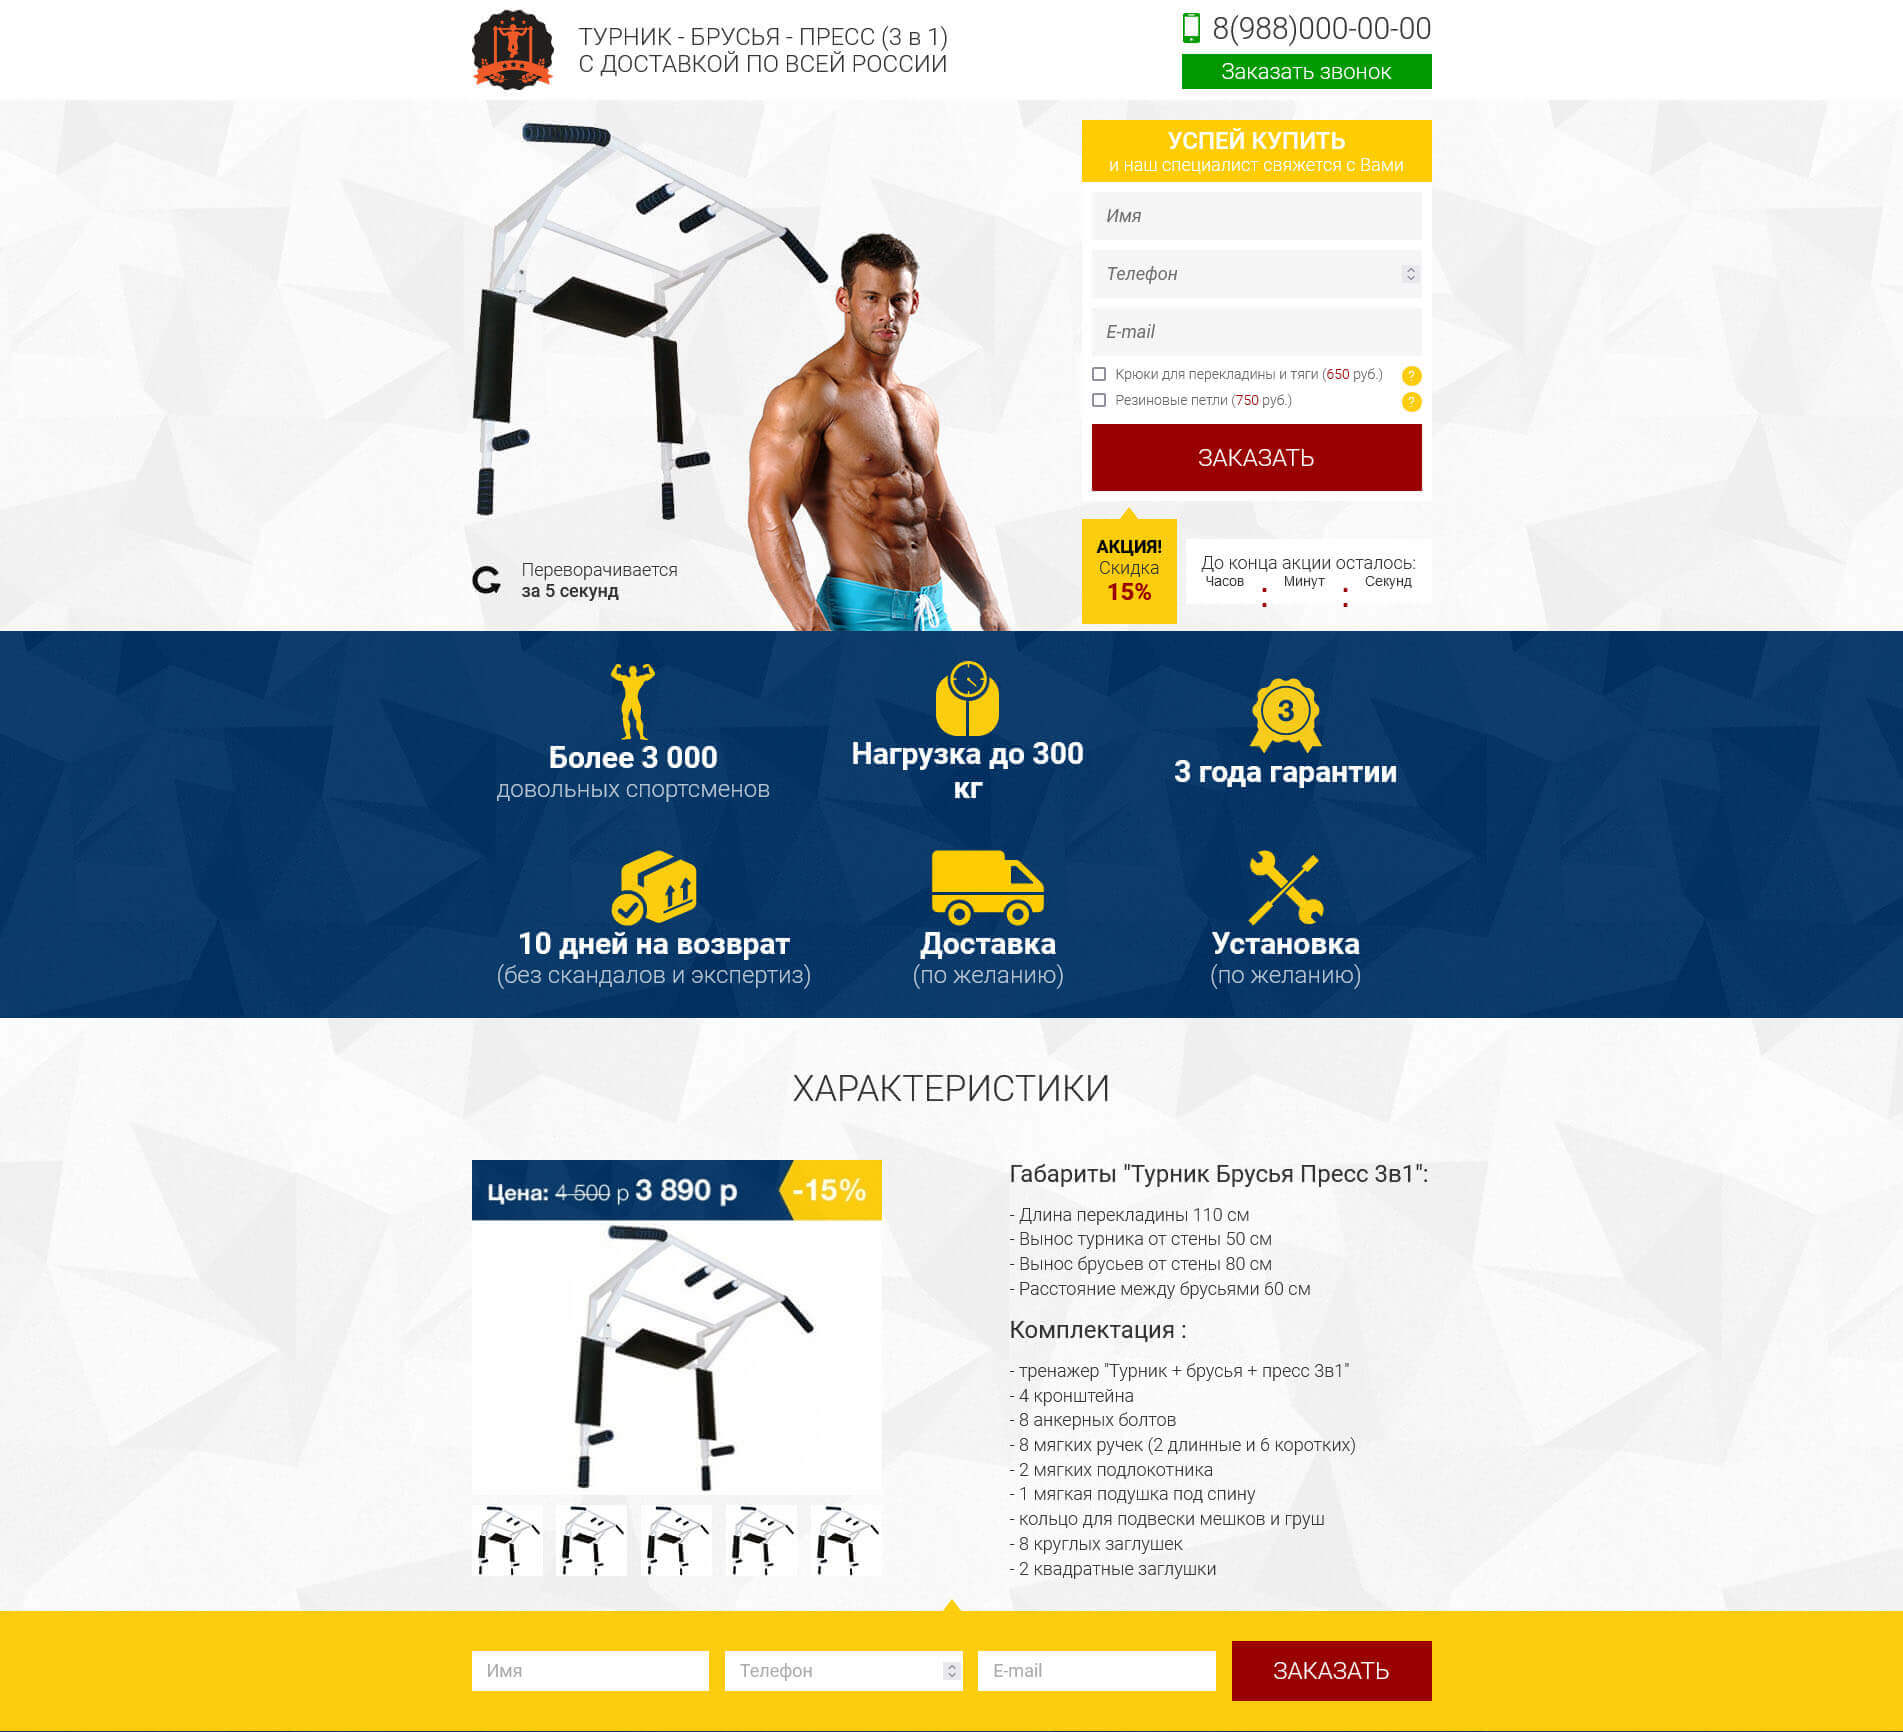 ТУРНИК - БРУСЬЯ - ПРЕСС (3 в 1)
С ДОСТАВКОЙ ПО ВСЕЙ РОССИИ
8(988)000-00-00
Заказать звонок
УСПЕЙ КУПИТЬ
и наш специалист свяжется с Вами
Имя
Телефон
E-mail
Крюки для перекладины и тяги (650 руб.) ?
Резиновые петли (750 руб.) ?
ЗАКАЗАТЬ
Переворачивается
за 5 секунд
АКЦИЯ!
Скидка
15%
До конца акции осталось:
Часов : Минут : Секунд
Более 3 000
довольных спортсменов
Нагрузка до 300
кг
3
3 года гарантии
10 дней на возврат
(без скандалов и экспертиз)
Доставка
(по желанию)
Установка
(по желанию)
ХАРАКТЕРИСТИКИ
Цена: 4 500 р 3 890 р -15%
Габариты "Турник Брусья Пресс 3в1":
- Длина перекладины 110 см
- Вынос турника от стены 50 см
- Вынос брусьев от стены 80 см
- Расстояние между брусьями 60 см
Комплектация :
- тренажер "Турник + брусья + пресс 3в1"
- 4 кронштейна
- 8 анкерных болтов
- 8 мягких ручек (2 длинные и 6 коротких)
- 2 мягких подлокотника
- 1 мягкая подушка под спину
- кольцо для подвески мешков и груш
- 8 круглых заглушек
- 2 квадратные заглушки
Имя
Телефон
E-mail
ЗАКАЗАТЬ